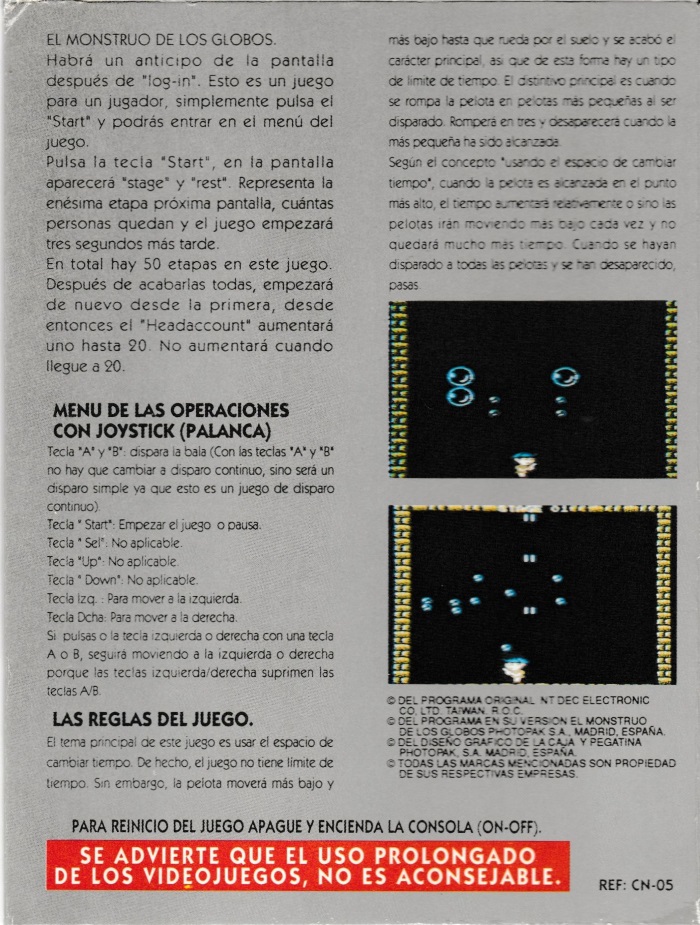 EL MONSTRUO DE LOS GLOBOS.
Habrá un anticipo de la pantalla
después de "log-in". Esto es un juego
para un jugador, simplemente pulsa el
"Start" y podrás entrar en el menú del
juego.
Pulsa la tecla "Start", en la pantalla
aparecerá "stage" y "rest". Representa la
enésima etapa próxima pantalla, cuántas
personas quedan y el juego empezará
tres segundos más tarde.
En total hay 50 etapas en este juego.
Después de acabarlas todas, empezará
de nuevo desde la primera, desde
entonces el "Headaccount" aumentará
uno hasta 20. No aumentará cuando
llegue a 20.
MENU DE LAS OPERACIONES
CON JOYSTICK (PALANCA)
Tecla "A" y "B": dispara la bala (Con las teclas "A" y "B"
no hay que cambiar a disparo continuo, sino será un
disparo simple ya que esto es un juego de disparo
continuo).
Tecla " Start": Empezar el juego o pausa.
Tecla " Sel": No aplicable.
Tecla "Up": No aplicable.
Tecla " Down": No aplicable.
Tecla Izq. : Para mover a la izquierda.
Tecla Dcha: Para mover a la derecha.
Si pulsas o la tecla izquierda o derecha con una tecla
A o B, seguirá moviendo a la izquierda o derecha
porque las teclas izquierda/derecha suprimen las
teclas A/B.
LAS REGLAS DEL JUEGO.
El tema principal de este juego es usar el espacio de
cambiar tiempo. De hecho, el juego no tiene límite de
tiempo. Sin embargo, la pelota moverá más bajo y
más bajo hasta que rueda por el suelo y se acabó el
carácter principal, así que de esta forma hay un tipo
de límite de tiempo. El distintivo principal es cuando
se rompa la pelota en pelotas más pequeñas al ser
disparado. Romperá en tres y desaparecerá cuando la
más pequeña ha sido alcanzada.
Según el concepto "usando el espacio de cambiar
tiempo", cuando la pelota es alcanzada en el punto
más alto, el tiempo aumentará relativamente o sino las
pelotas irán moviendo más bajo cada vez y no
quedará mucho más tiempo. Cuando se hayan
disparado a todas las pelotas y se han desaparecido,
pasas.
© DEL PROGRAMA ORIGINAL NT DEC ELECTRONIC
CO. LTD. TAIWAN. R.O.C.
© DEL PROGRAMA EN SU VERSION EL MONSTRUO
DE LOS GLOBOS PHOTOPAK S.A., MADRID, ESPAÑA.
© DEL DISEÑO GRAFICO DE LA CAJA Y PEGATINA
PHOTOPAK, S.A. MADRID, ESPAÑA.
© TODAS LAS MARCAS MENCIONADAS SON PROPIEDAD
DE SUS RESPECTIVAS EMPRESAS.
PARA REINICIO DEL JUEGO APAGUE Y ENCIENDA LA CONSOLA (ON-OFF).
SE ADVIERTE QUE EL USO PROLONGADO
DE LOS VIDEOJUEGOS, NO ES ACONSEJABLE.
REF: CN-05